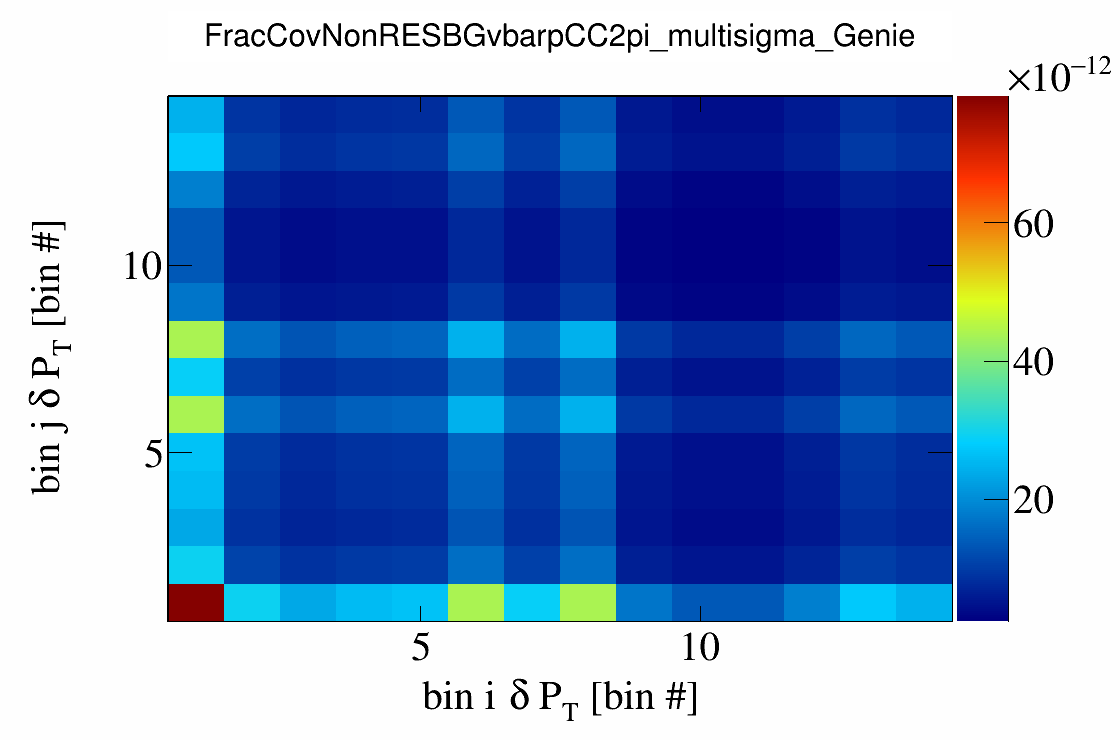 FracCovNonRESBGvbarpCC2pi_multisigma_Genie
×10⁻¹²
60
40
20
10
5
bin j δ P_T [bin #]
5 10
bin i δ P_T [bin #]